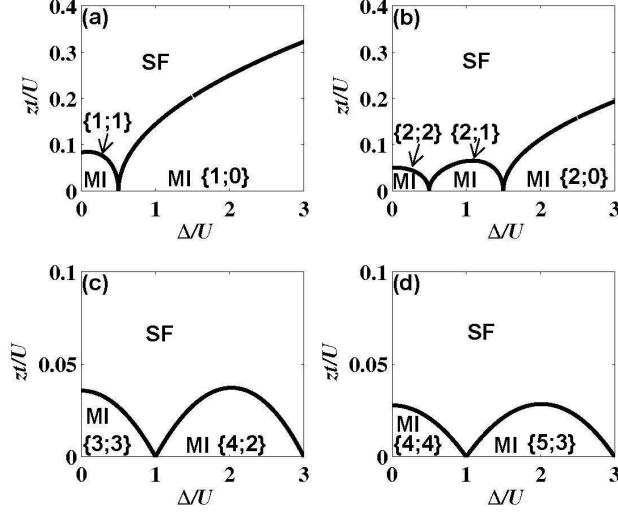 (a)
0.4
0.3
0.2
0.1
0
zt/U
SF
{1;1}
MI
MI {1;0}
0 1 2 3
Δ/U
(b)
0.4
0.3
0.2
0.1
0
zt/U
SF
{2;2} {2;1}
MI MI MI {2;0}
0 1 2 3
Δ/U
(c)
0.1
0.05
0
zt/U
SF
MI
{3;3} MI {4;2}
0 1 2 3
Δ/U
(d)
0.1
0.05
0
zt/U
SF
MI
{4;4} MI {5;3}
0 1 2 3
Δ/U